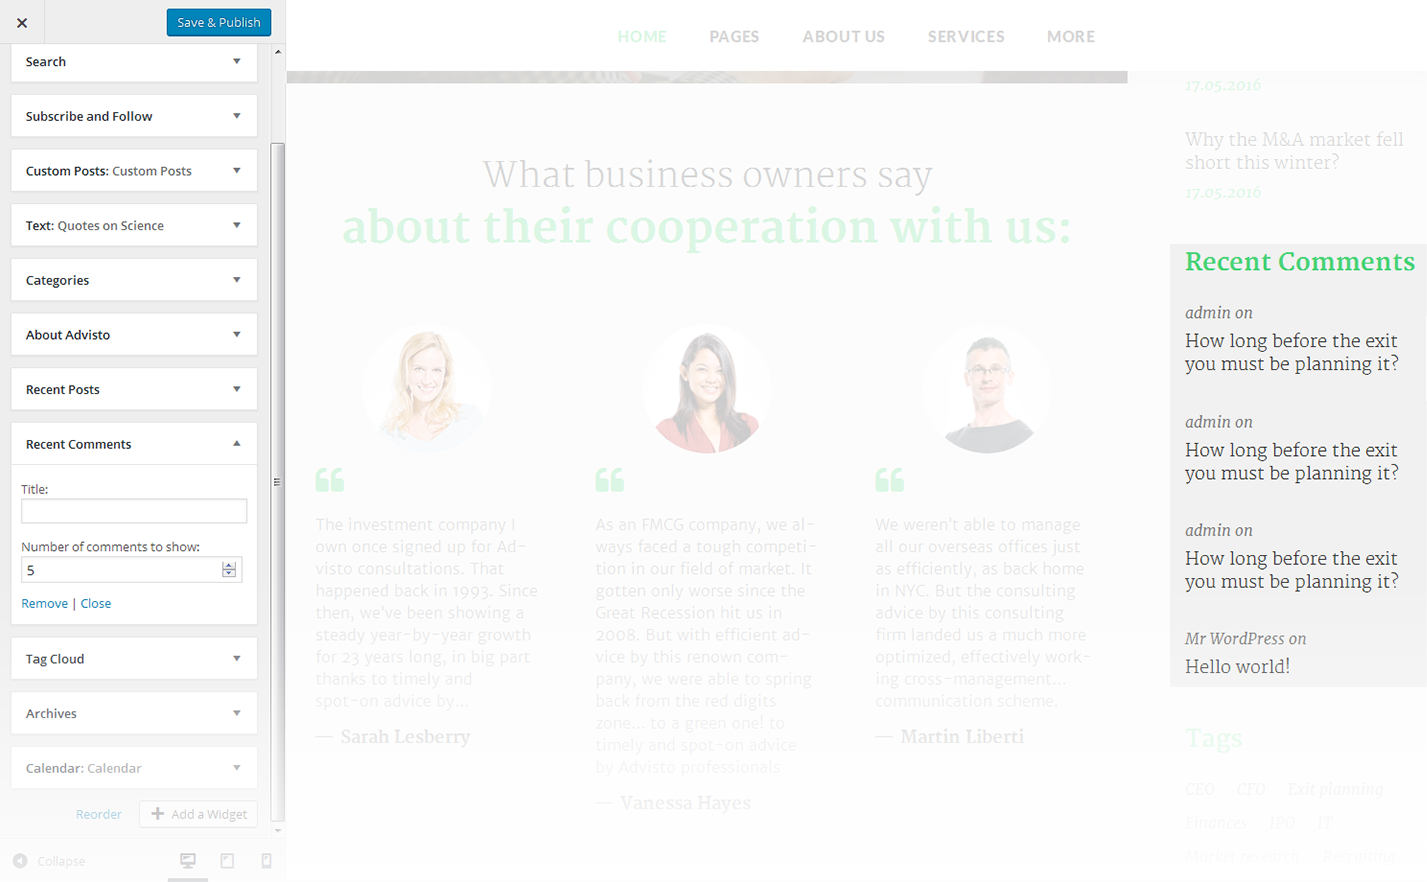 Save & Publish
Search
Subscribe and Follow
Custom Posts: Custom Posts
Text: Quotes on Science
Categories
About Advisto
Recent Posts
Recent Comments
Title:
Number of comments to show:
5
Remove | Close
Tag Cloud
Archives
Calendar: Calendar
Reorder
Add a Widget
Collapse
HOME PAGES ABOUT US SERVICES MORE
What business owners say
about their cooperation with us:
The investment company I
own once signed up for Ad-
visto consultations. That
happened back in 1993. Since
then, we've been showing a
steady year-by-year growth
for 23 years long, in big part
thanks to timely and
spot-on advice by...
— Sarah Lesberry
As an FMCG company, we al-
ways faced a tough competi-
tion in our field of market. It
gotten only worse since the
Great Recession hit us in
2008. But with efficient ad-
vice by this renown com-
pany, we were able to spring
back from the red digits
zone... to a green one! to
timely and spot-on advice
by Advisto professionals
— Vanessa Hayes
We weren't able to manage
all our overseas offices just
as efficiently, as back home
in NYC. But the consulting
advice by this consulting
firm landed us a much more
optimized, effectively work-
ing cross-management...
communication scheme.
— Martin Liberti
17.05.2016
Why the M&A market fell
short this winter?
17.05.2016
Recent Comments
admin on
How long before the exit
you must be planning it?
admin on
How long before the exit
you must be planning it?
admin on
How long before the exit
you must be planning it?
Mr WordPress on
Hello world!
Tags
CEO CFO Exit planning
Finances IPO IT
Market research Recruiting